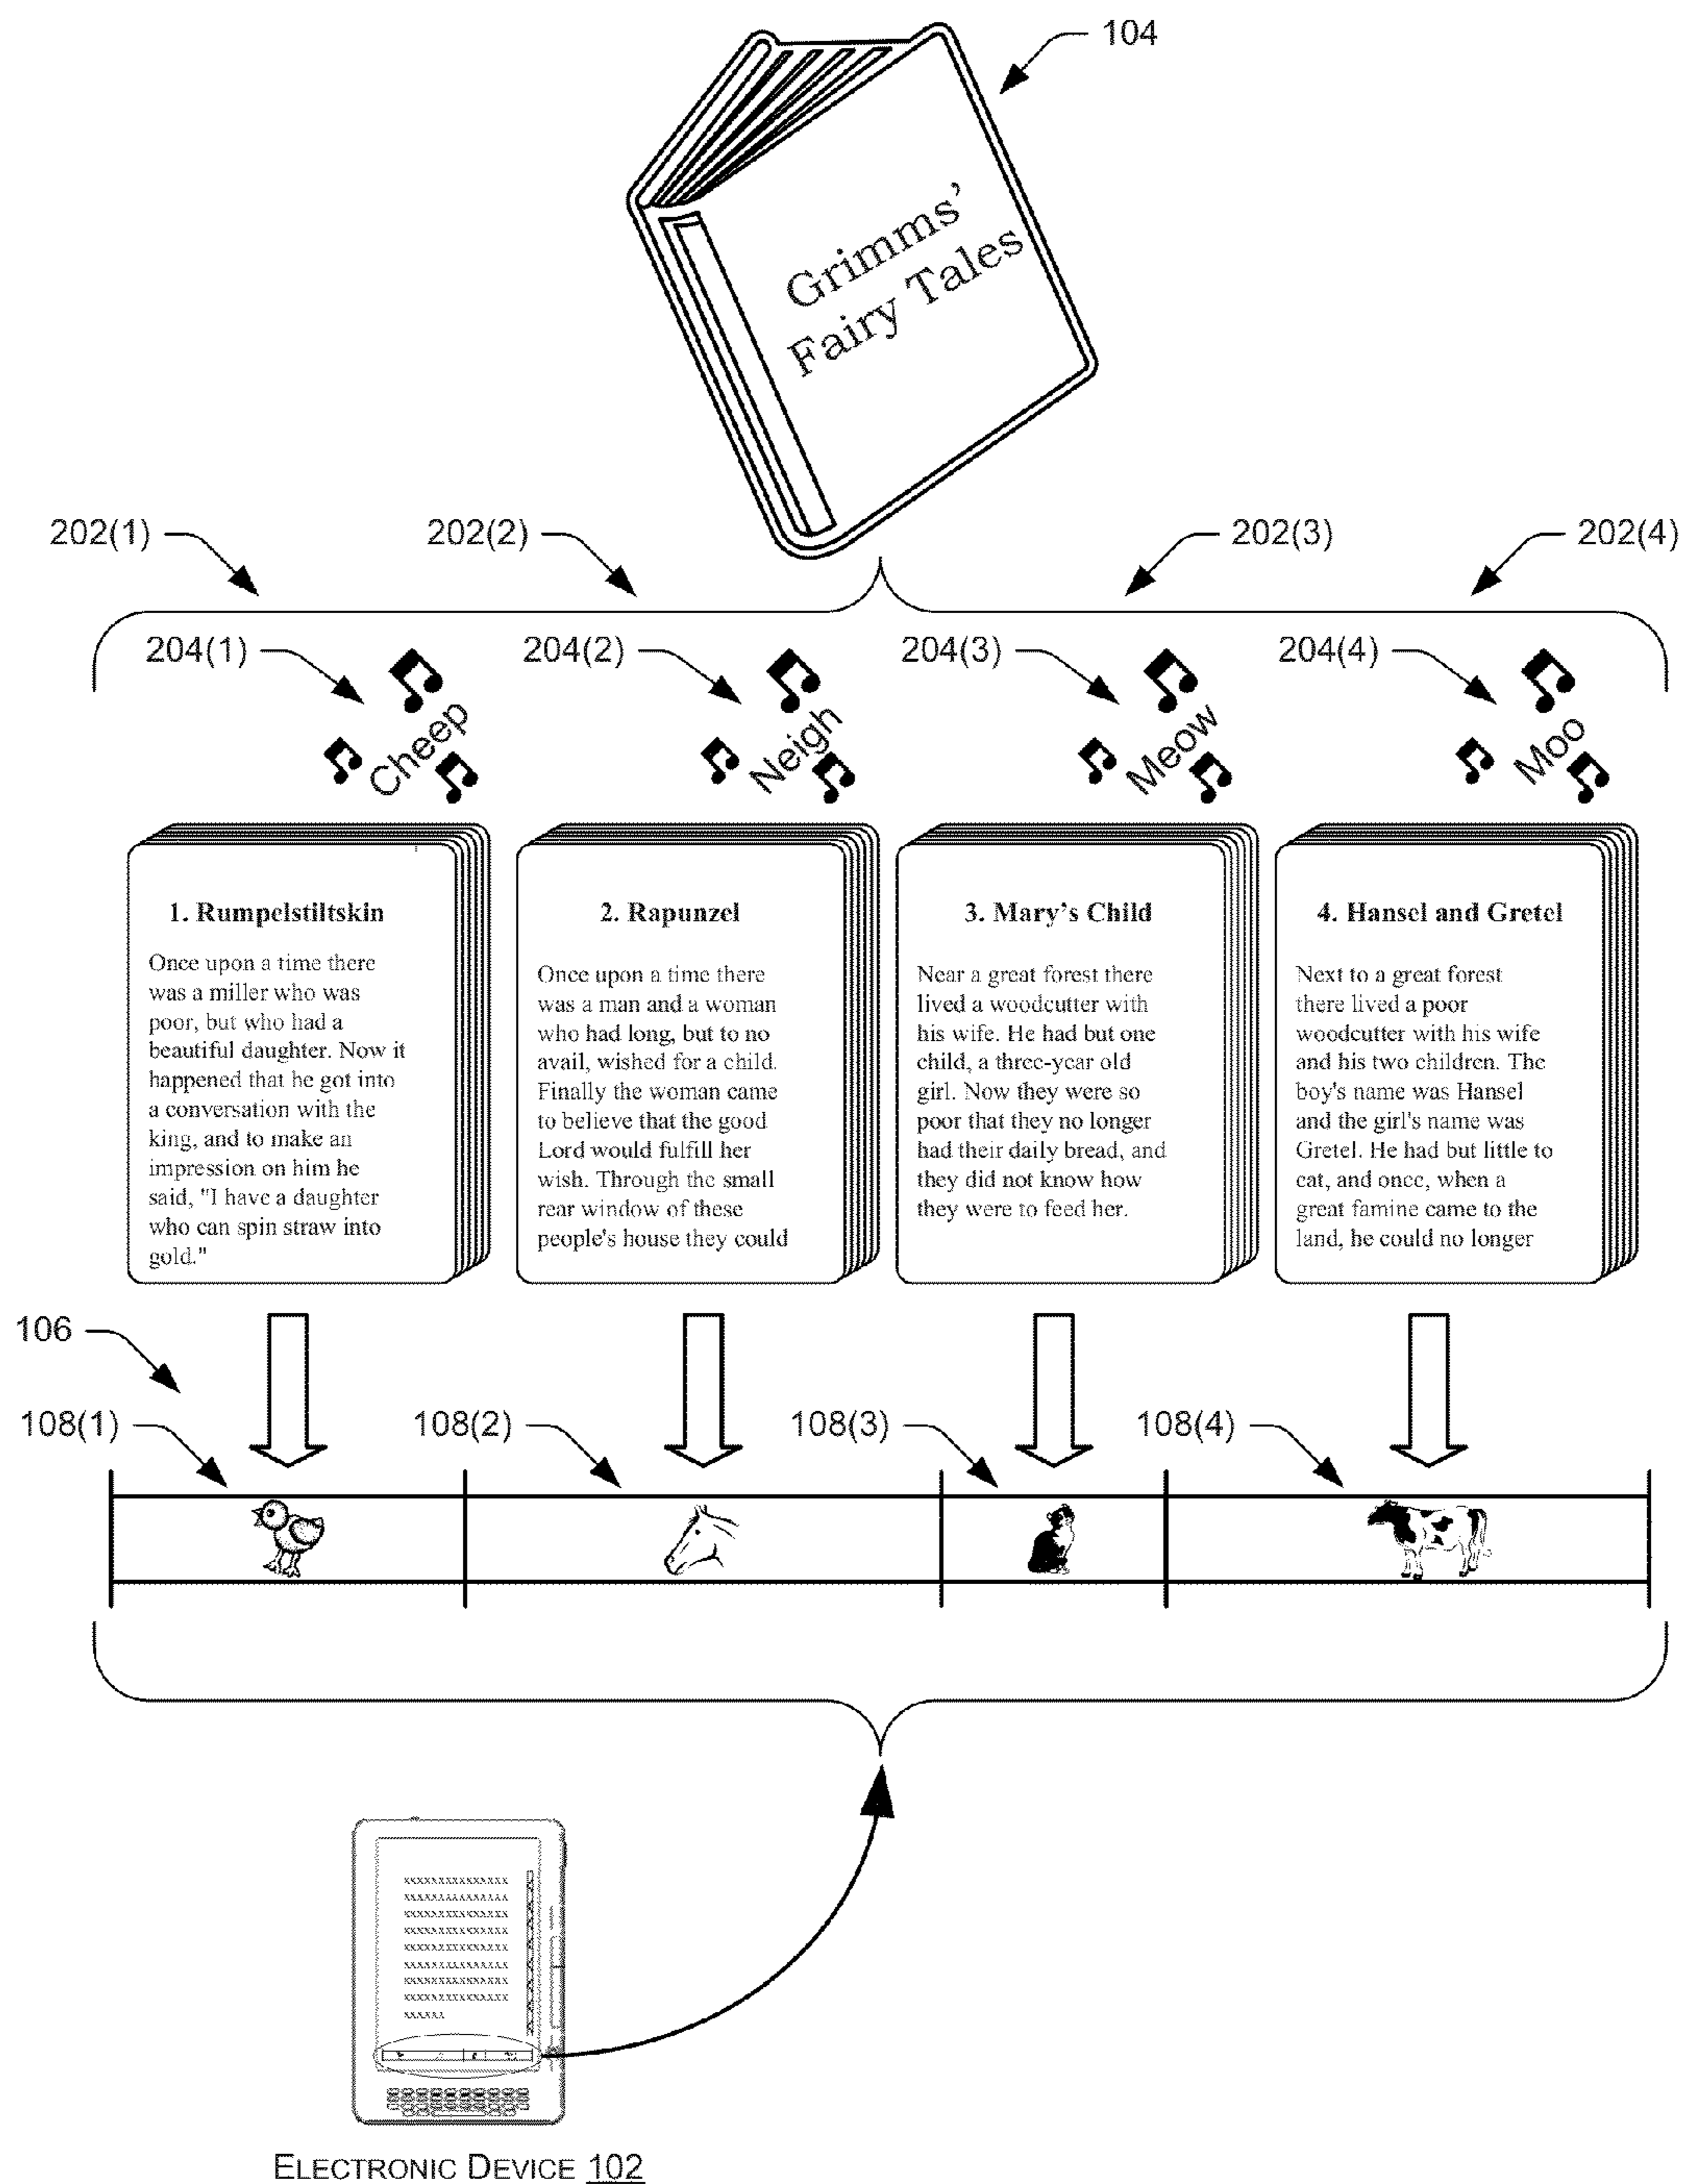 104
Grimms'
Fairy Tales
202(1)
202(2)
202(3)
202(4)
204(1)
204(2)
204(3)
204(4)
Cheep
Neigh
Meow
Moo
1. Rumpelstiltskin
Once upon a time there
was a miller who was
poor, but who had a
beautiful daughter. Now it
happened that he got into
a conversation with the
king, and to make an
impression on him he
said, "I have a daughter
who can spin straw into
gold."
2. Rapunzel
Once upon a time there
was a man and a woman
who had long, but to no
avail, wished for a child.
Finally the woman came
to believe that the good
Lord would fulfill her
wish. Through the small
rear window of these
people's house they could
3. Mary's Child
Near a great forest there
lived a woodcutter with
his wife. He had but one
child, a three-year old
girl. Now they were so
poor that they no longer
had their daily bread, and
they did not know how
they were to feed her.
4. Hansel and Gretel
Next to a great forest
there lived a poor
woodcutter with his wife
and his two children. The
boy's name was Hansel
and the girl's name was
Gretel. He had but little to
eat, and once, when a
great famine came to the
land, he could no longer
106
108(1)
108(2)
108(3)
108(4)
ELECTRONIC DEVICE 102